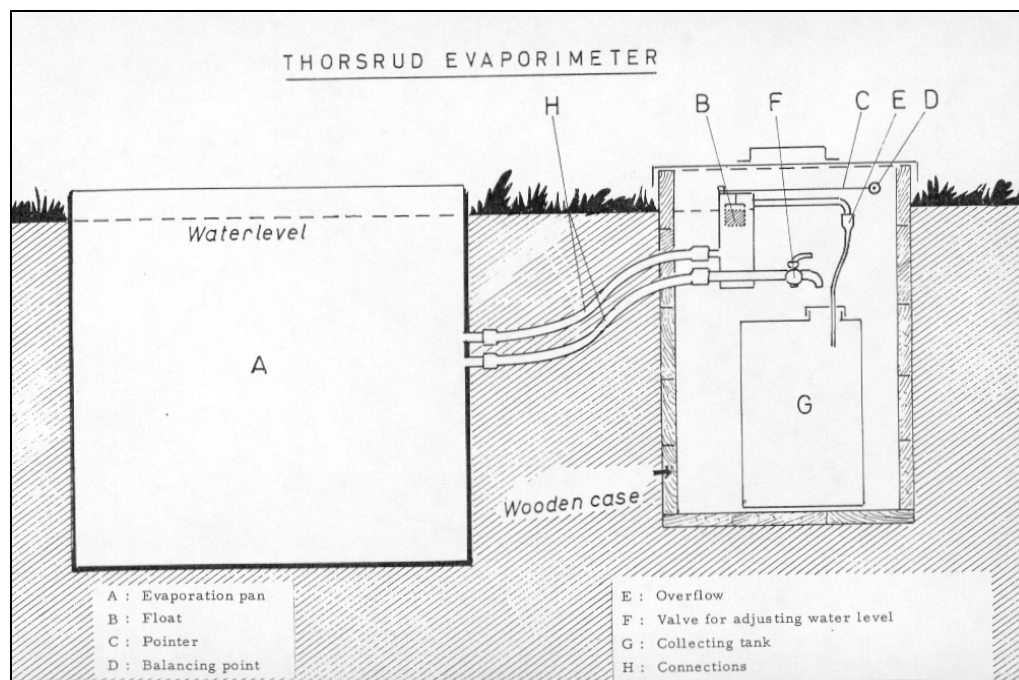 THORSRUD EVAPORIMETER
H
B
F
C
E
D
Waterlevel
A
G
Wooden case
A : Evaporation pan
B : Float
C : Pointer
D : Balancing point
E : Overflow
F : Valve for adjusting water level
G : Collecting tank
H : Connections